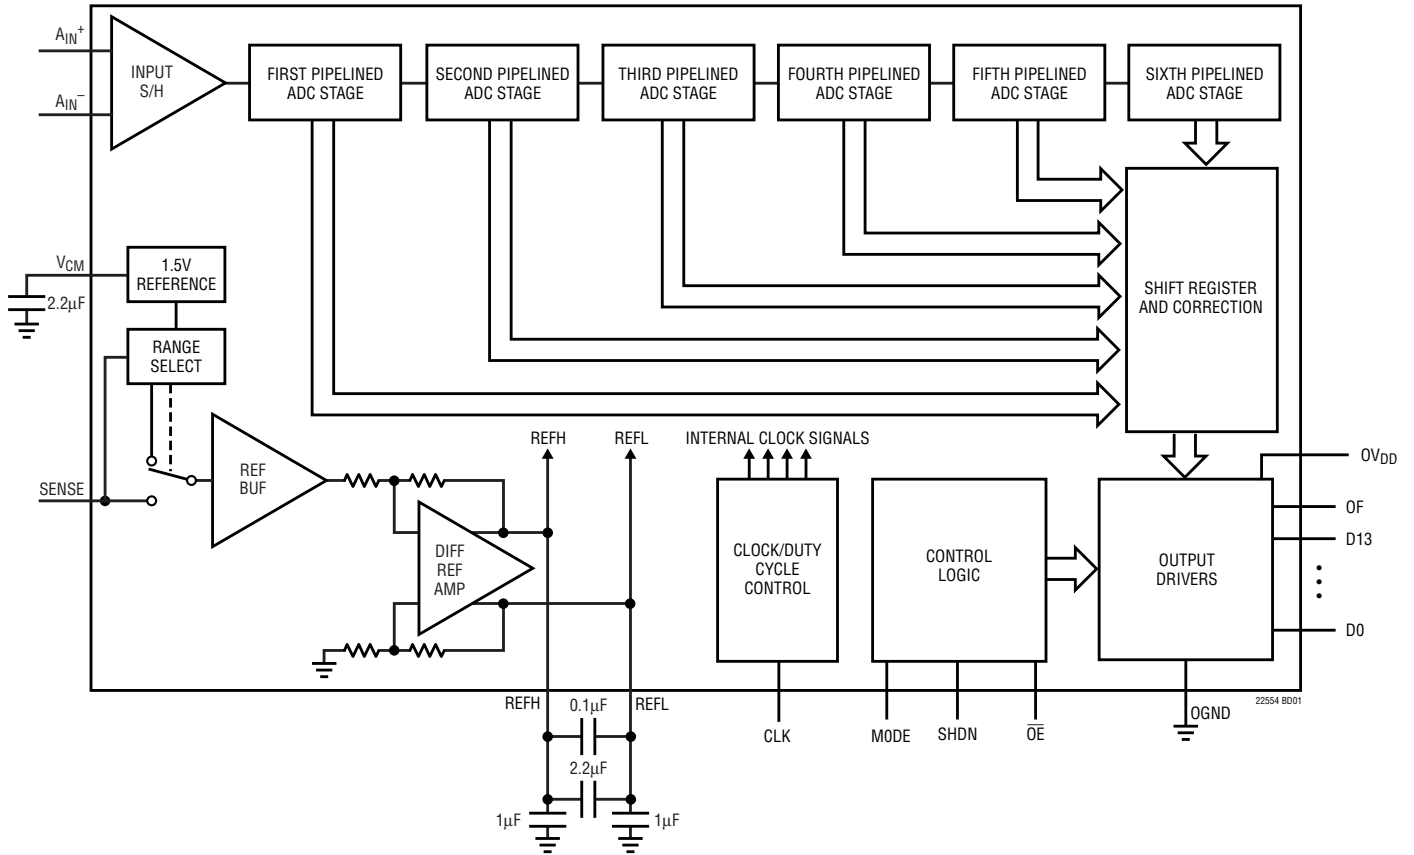 AIN+
AIN−
INPUT
S/H
FIRST PIPELINED
ADC STAGE
SECOND PIPELINED
ADC STAGE
THIRD PIPELINED
ADC STAGE
FOURTH PIPELINED
ADC STAGE
FIFTH PIPELINED
ADC STAGE
SIXTH PIPELINED
ADC STAGE
VCM
2.2µF
1.5V
REFERENCE
RANGE
SELECT
SHIFT REGISTER
AND CORRECTION
SENSE
REF
BUF
DIFF
REF
AMP
REFH
REFL
INTERNAL CLOCK SIGNALS
CLOCK/DUTY
CYCLE
CONTROL
CONTROL
LOGIC
OUTPUT
DRIVERS
OVDD
OF
D13
•
•
•
D0
REFH
0.1µF
REFL
2.2µF
1µF
1µF
CLK
MODE
SHDN
O̅E̅
OGND
22554 BD01